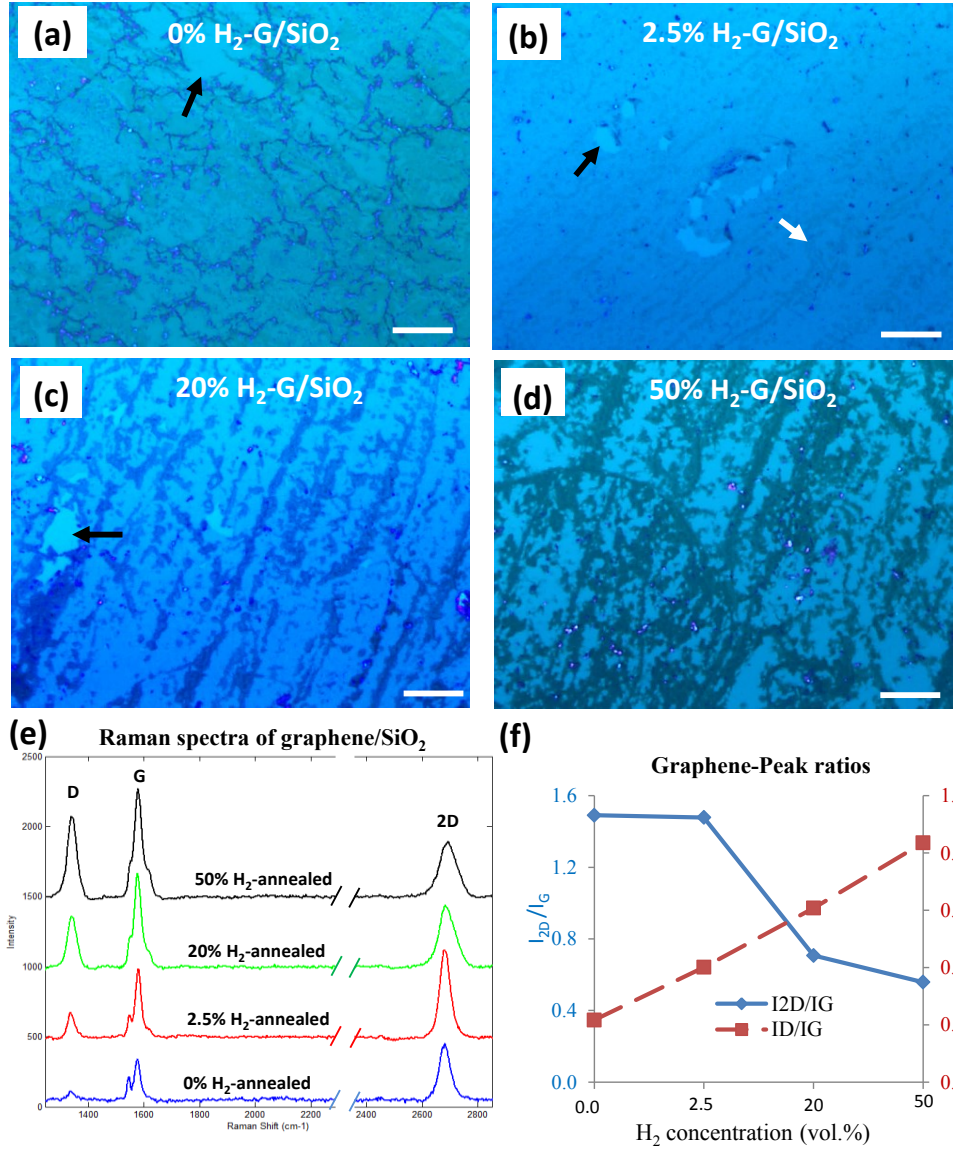 (a)
0% H₂-G/SiO₂
(b)
2.5% H₂-G/SiO₂
(c)
20% H₂-G/SiO₂
(d)
50% H₂-G/SiO₂
(e)
Raman spectra of graphene/SiO₂
2500
2000
1500
1000
500
0
Intensity
D
G
2D
50% H₂-annealed
20% H₂-annealed
2.5% H₂-annealed
0% H₂-annealed
1400
1600
1800
2000
2200
2400
2600
2800
Raman Shift (cm-1)
(f)
Graphene-Peak ratios
1.6
1.2
0.8
0.4
0.0
I₂D/IG
I2D/IG
ID/IG
0.0
2.5
20
50
H₂ concentration (vol.%)